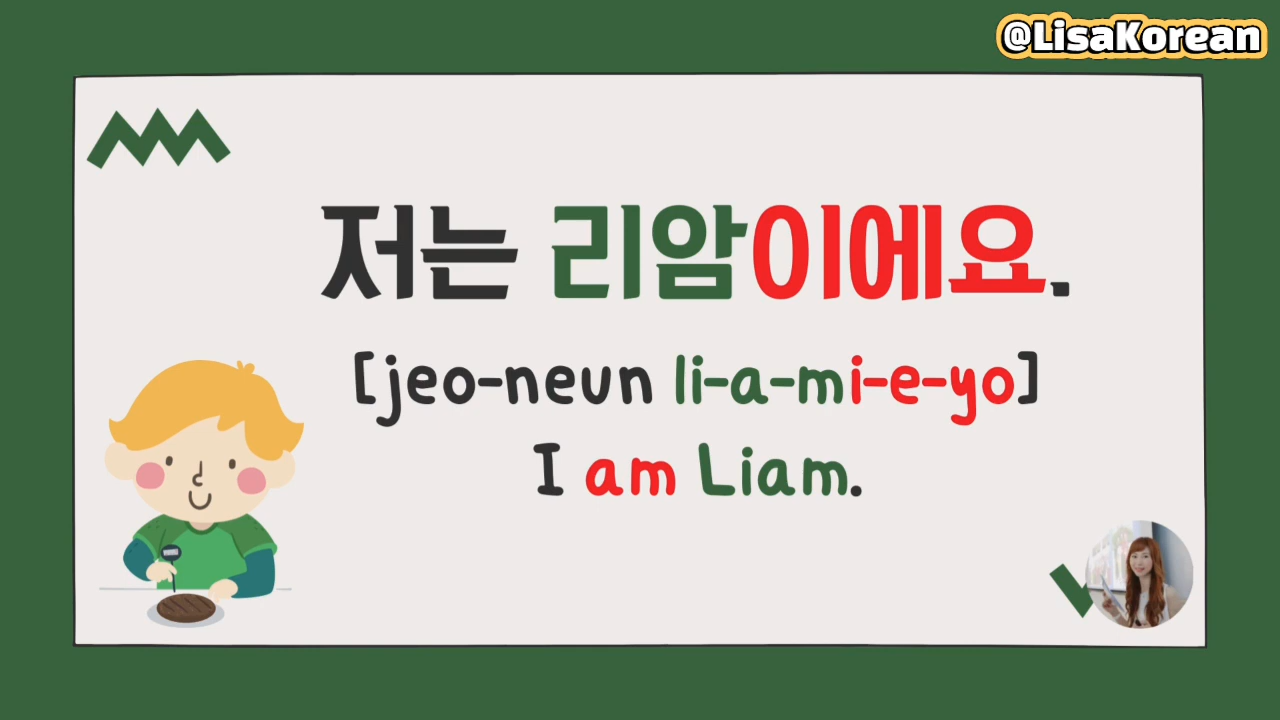 @LisaKorean
저는 리암이에요.
[jeo-neun li-a-mi-e-yo]
I am Liam.